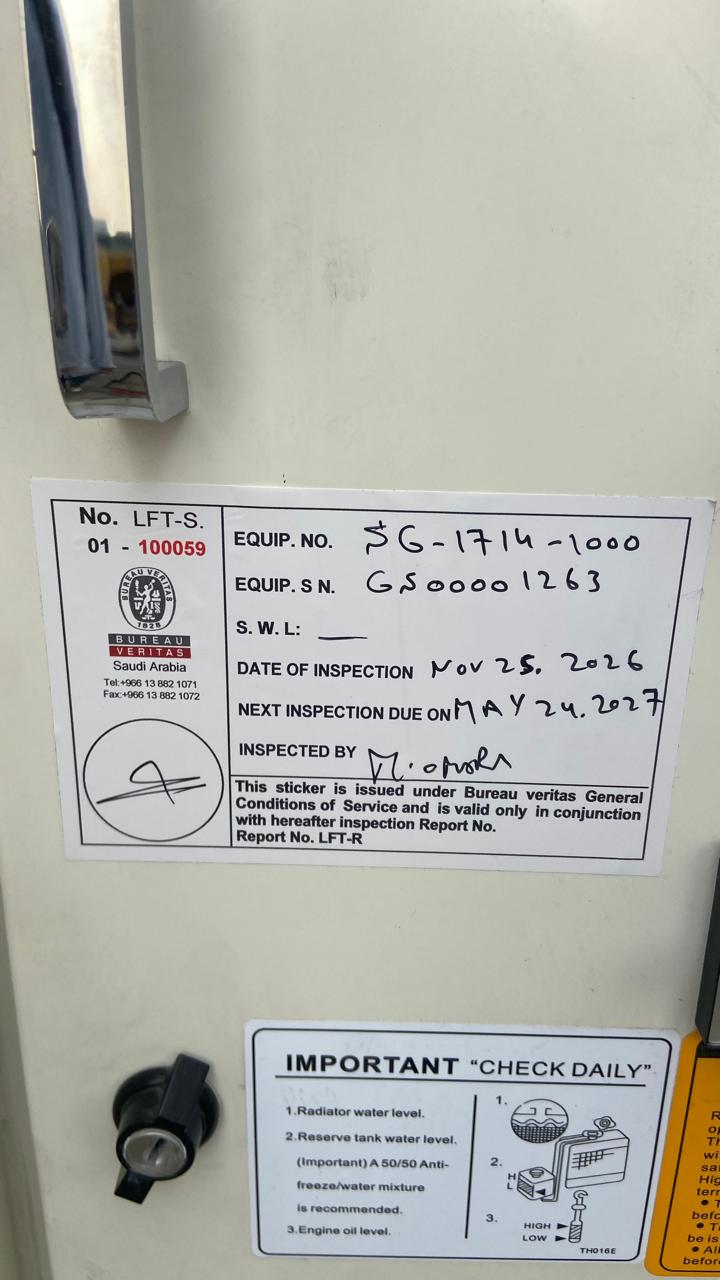 No. LFT-S.
01 - 100059
BUREAU VERITAS
1828
BUREAU
VERITAS
Saudi Arabia
Tel:+966 13 882 1071
Fax:+966 13 882 1072
EQUIP. NO. SG-1714-1000
EQUIP. S N. GS00001263
S. W. L: __
DATE OF INSPECTION Nov 25. 2026
NEXT INSPECTION DUE ON MAY 24.2027
INSPECTED BY
This sticker is issued under Bureau veritas General
Conditions of Service and is valid only in conjunction
with hereafter inspection Report No.
Report No. LFT-R
IMPORTANT "CHECK DAILY"
1.Radiator water level.
2.Reserve tank water level.
(Important) A 50/50 Anti-
freeze/water mixture
is recommended.
3.Engine oil level.
1.
2.
H
L
3.
HIGH
LOW
TH016E